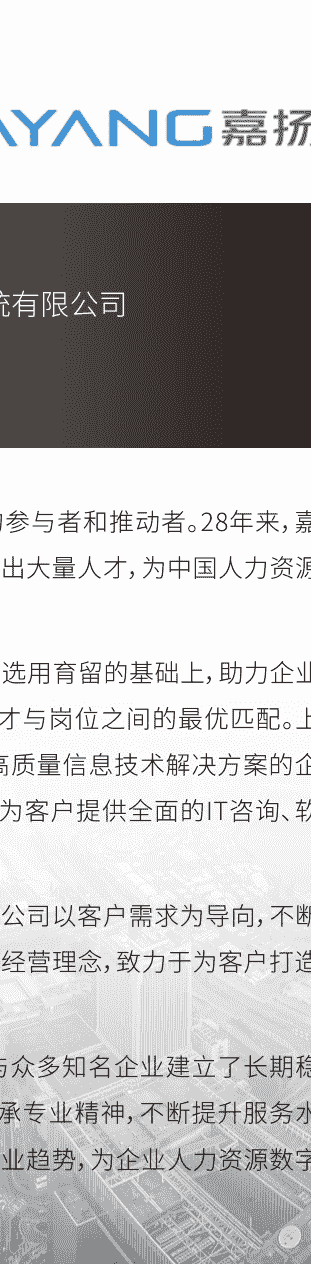 AYANG嘉扬
统有限公司
的参与者和推动者。28年来，嘉
出大量人才，为中国人力资源
选用育留的基础上，助力企业
才与岗位之间的最优匹配。上
高质量信息技术解决方案的企
为客户提供全面的IT咨询、软
公司以客户需求为导向，不断
经营理念，致力于为客户打造
与众多知名企业建立了长期稳
承专业精神，不断提升服务水
业趋势，为企业人力资源数字